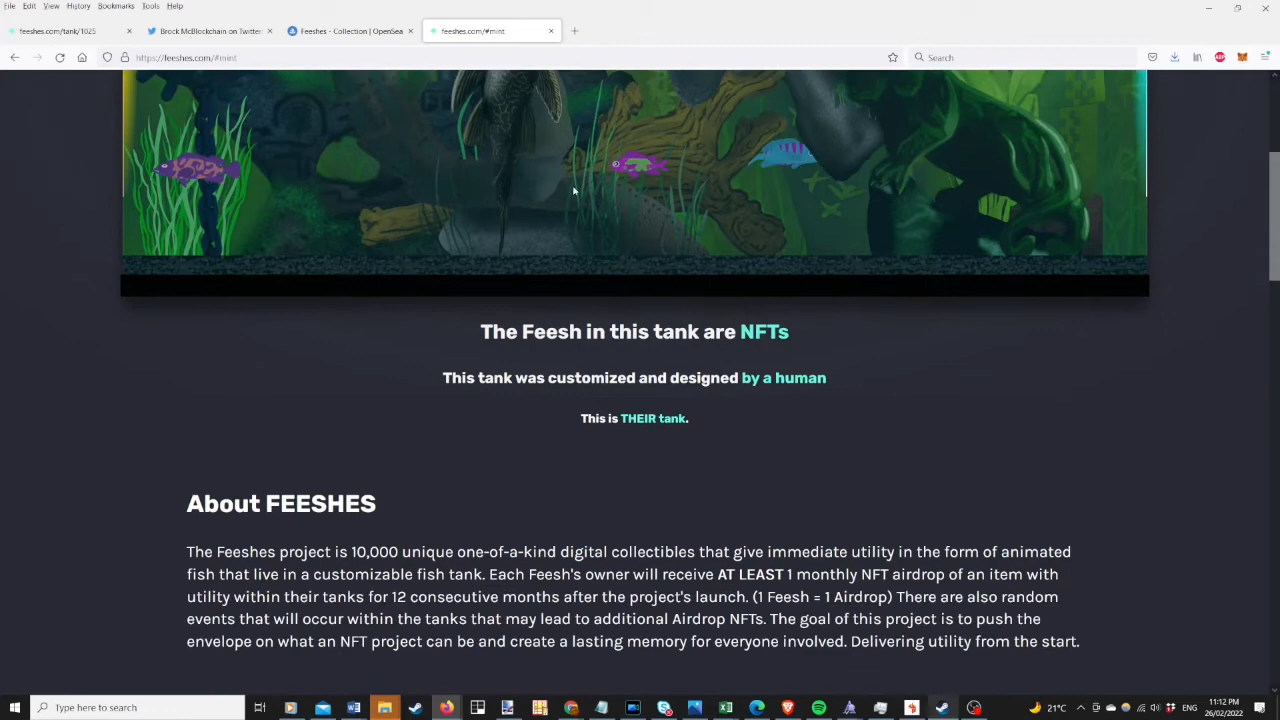 File Edit View History Bookmarks Tools Help
feeshes.com/tank/1025
Brock McBlockchain on Twitter:
Feeshes - Collection | OpenSea
feeshes.com/#mint
https://feeshes.com/#mint
Search
The Feesh in this tank are NFTs
This tank was customized and designed by a human
This is THEIR tank.
About FEESHES
The Feeshes project is 10,000 unique one-of-a-kind digital collectibles that give immediate utility in the form of animated
fish that live in a customizable fish tank. Each Feesh's owner will receive AT LEAST 1 monthly NFT airdrop of an item with
utility within their tanks for 12 consecutive months after the project's launch. (1 Feesh = 1 Airdrop) There are also random
events that will occur within the tanks that may lead to additional Airdrop NFTs. The goal of this project is to push the
envelope on what an NFT project can be and create a lasting memory for everyone involved. Delivering utility from the start.
Type here to search
21°C
ENG
11:12 PM
26/02/2022